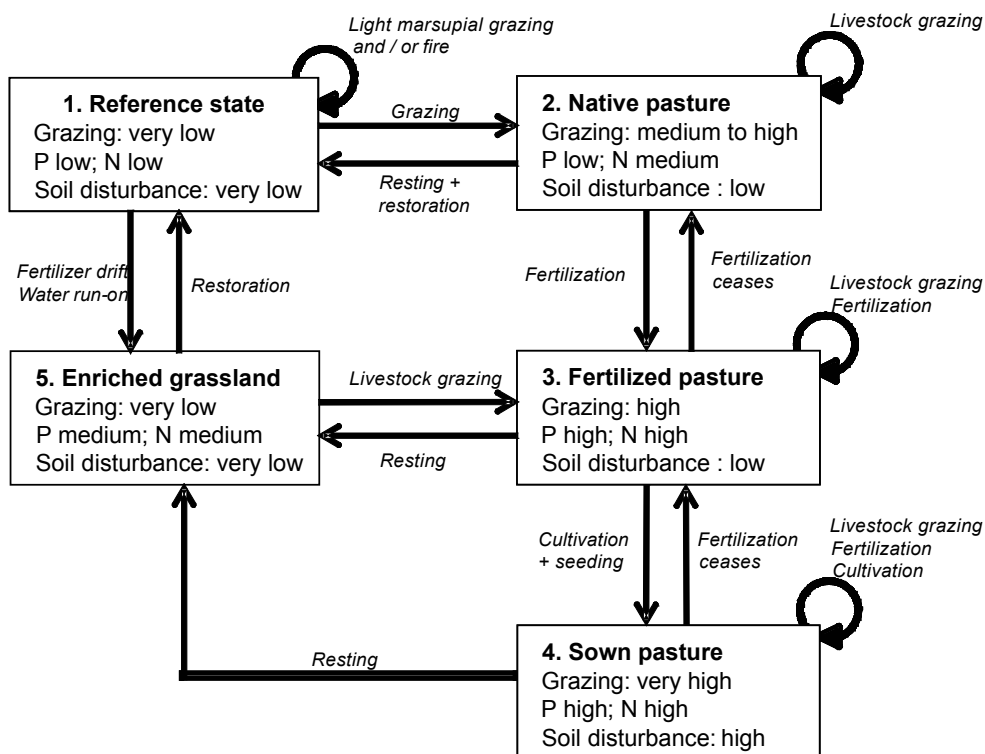 Light marsupial grazing
and / or fire
Livestock grazing
1. Reference state
Grazing: very low
P low; N low
Soil disturbance: very low
Grazing
Resting +
restoration
2. Native pasture
Grazing: medium to high
P low; N medium
Soil disturbance : low
Fertilizer drift
Water run-on
Restoration
Fertilization
Fertilization
ceases
Livestock grazing
Fertilization
5. Enriched grassland
Grazing: very low
P medium; N medium
Soil disturbance: very low
Livestock grazing
Resting
3. Fertilized pasture
Grazing: high
P high; N high
Soil disturbance : low
Cultivation
+ seeding
Fertilization
ceases
Livestock grazing
Fertilization
Cultivation
Resting
4. Sown pasture
Grazing: very high
P high; N high
Soil disturbance: high